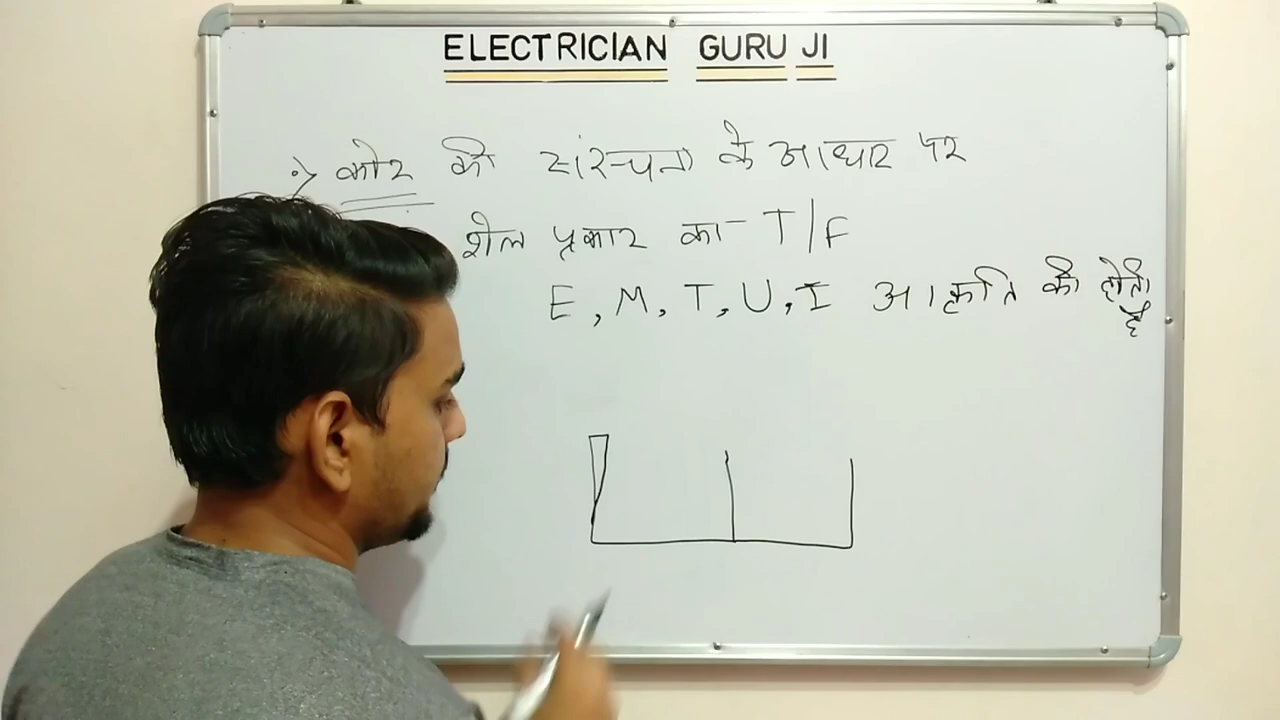 ELECTRICIAN GURU JI
कोर की संरचना के आधार पर
शैल प्रकार का T/F
E, M, T, U, I आकृति की होती है